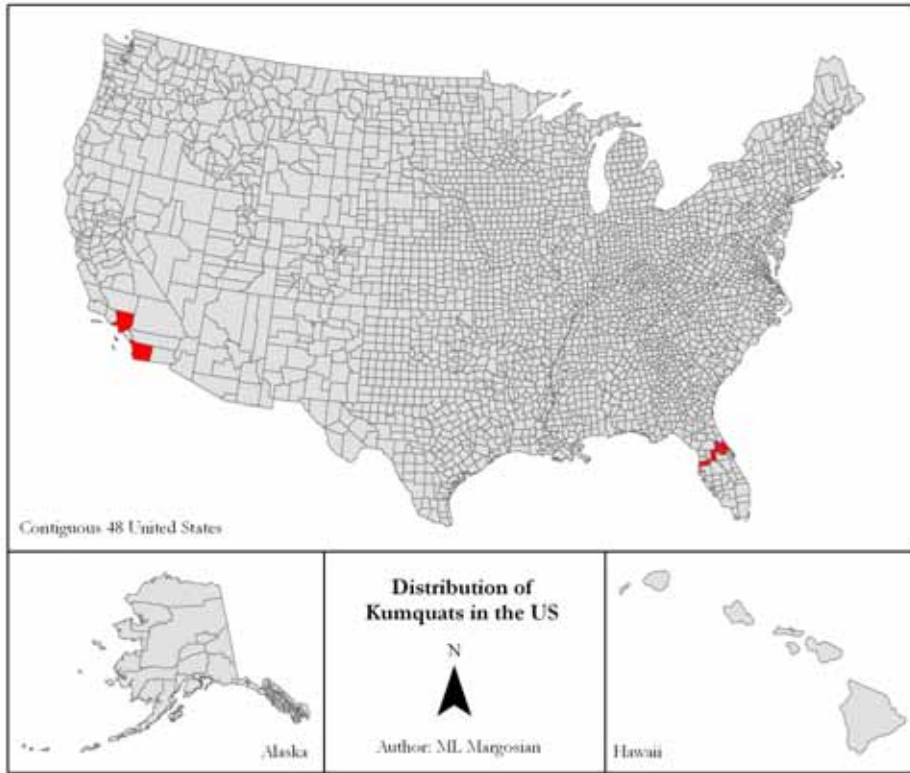 Contiguous 48 United States
Alaska
Distribution of
Kumquats in the US
N
Author: ML Margosian
Hawaii